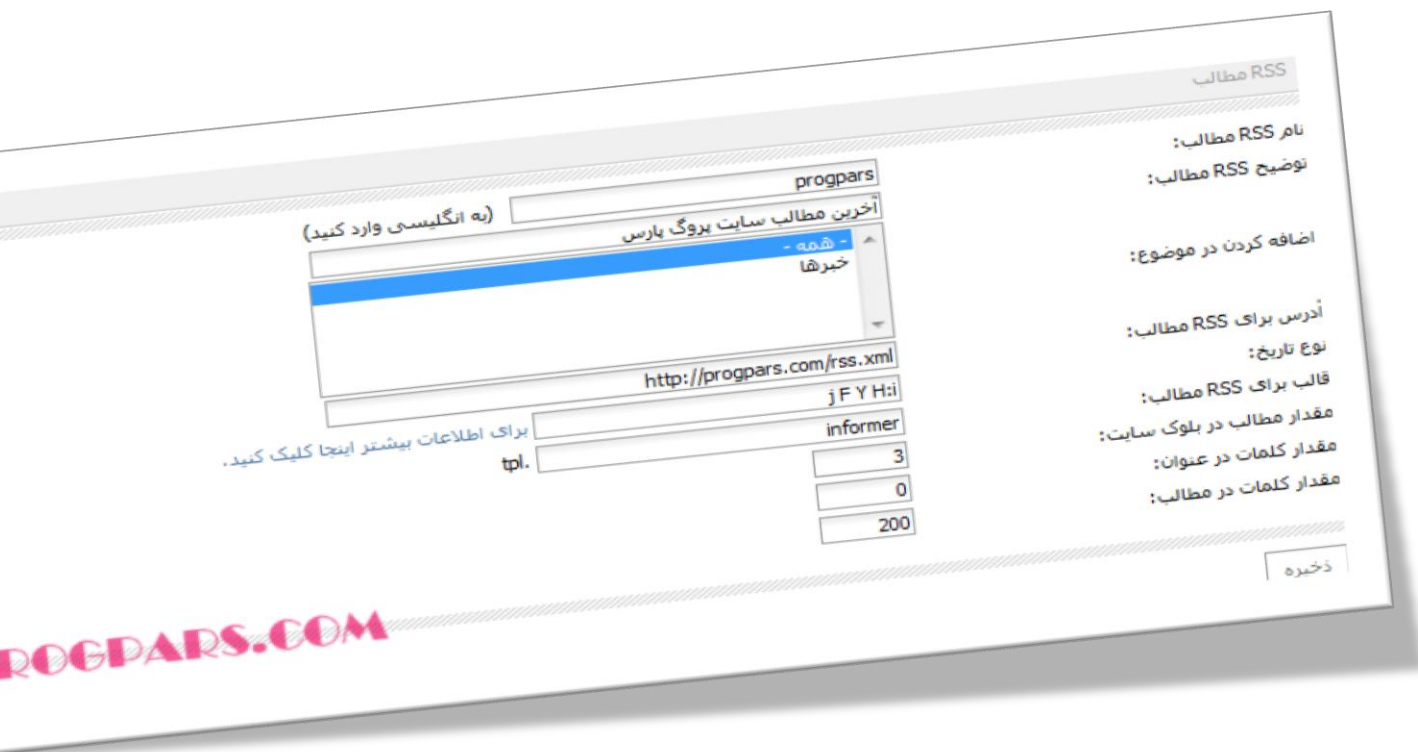 RSS مطالب
نام RSS مطالب:
progpars
(به انگلیسی وارد کنید)
توضیح RSS مطالب:
آخرین مطالب سایت پروگ پارس
اضافه کردن در موضوع:
- همه -
خبرها
آدرس برای RSS مطالب:
http://progpars.com/rss.xml
نوع تاریخ:
j F Y H:i
برای اطلاعات بیشتر اینجا کلیک کنید.
قالب برای RSS مطالب:
informer
.tpl
مقدار مطالب در بلوک سایت:
3
مقدار کلمات در عنوان:
0
مقدار کلمات در مطالب:
200
ذخیره
ROGPARS.COM